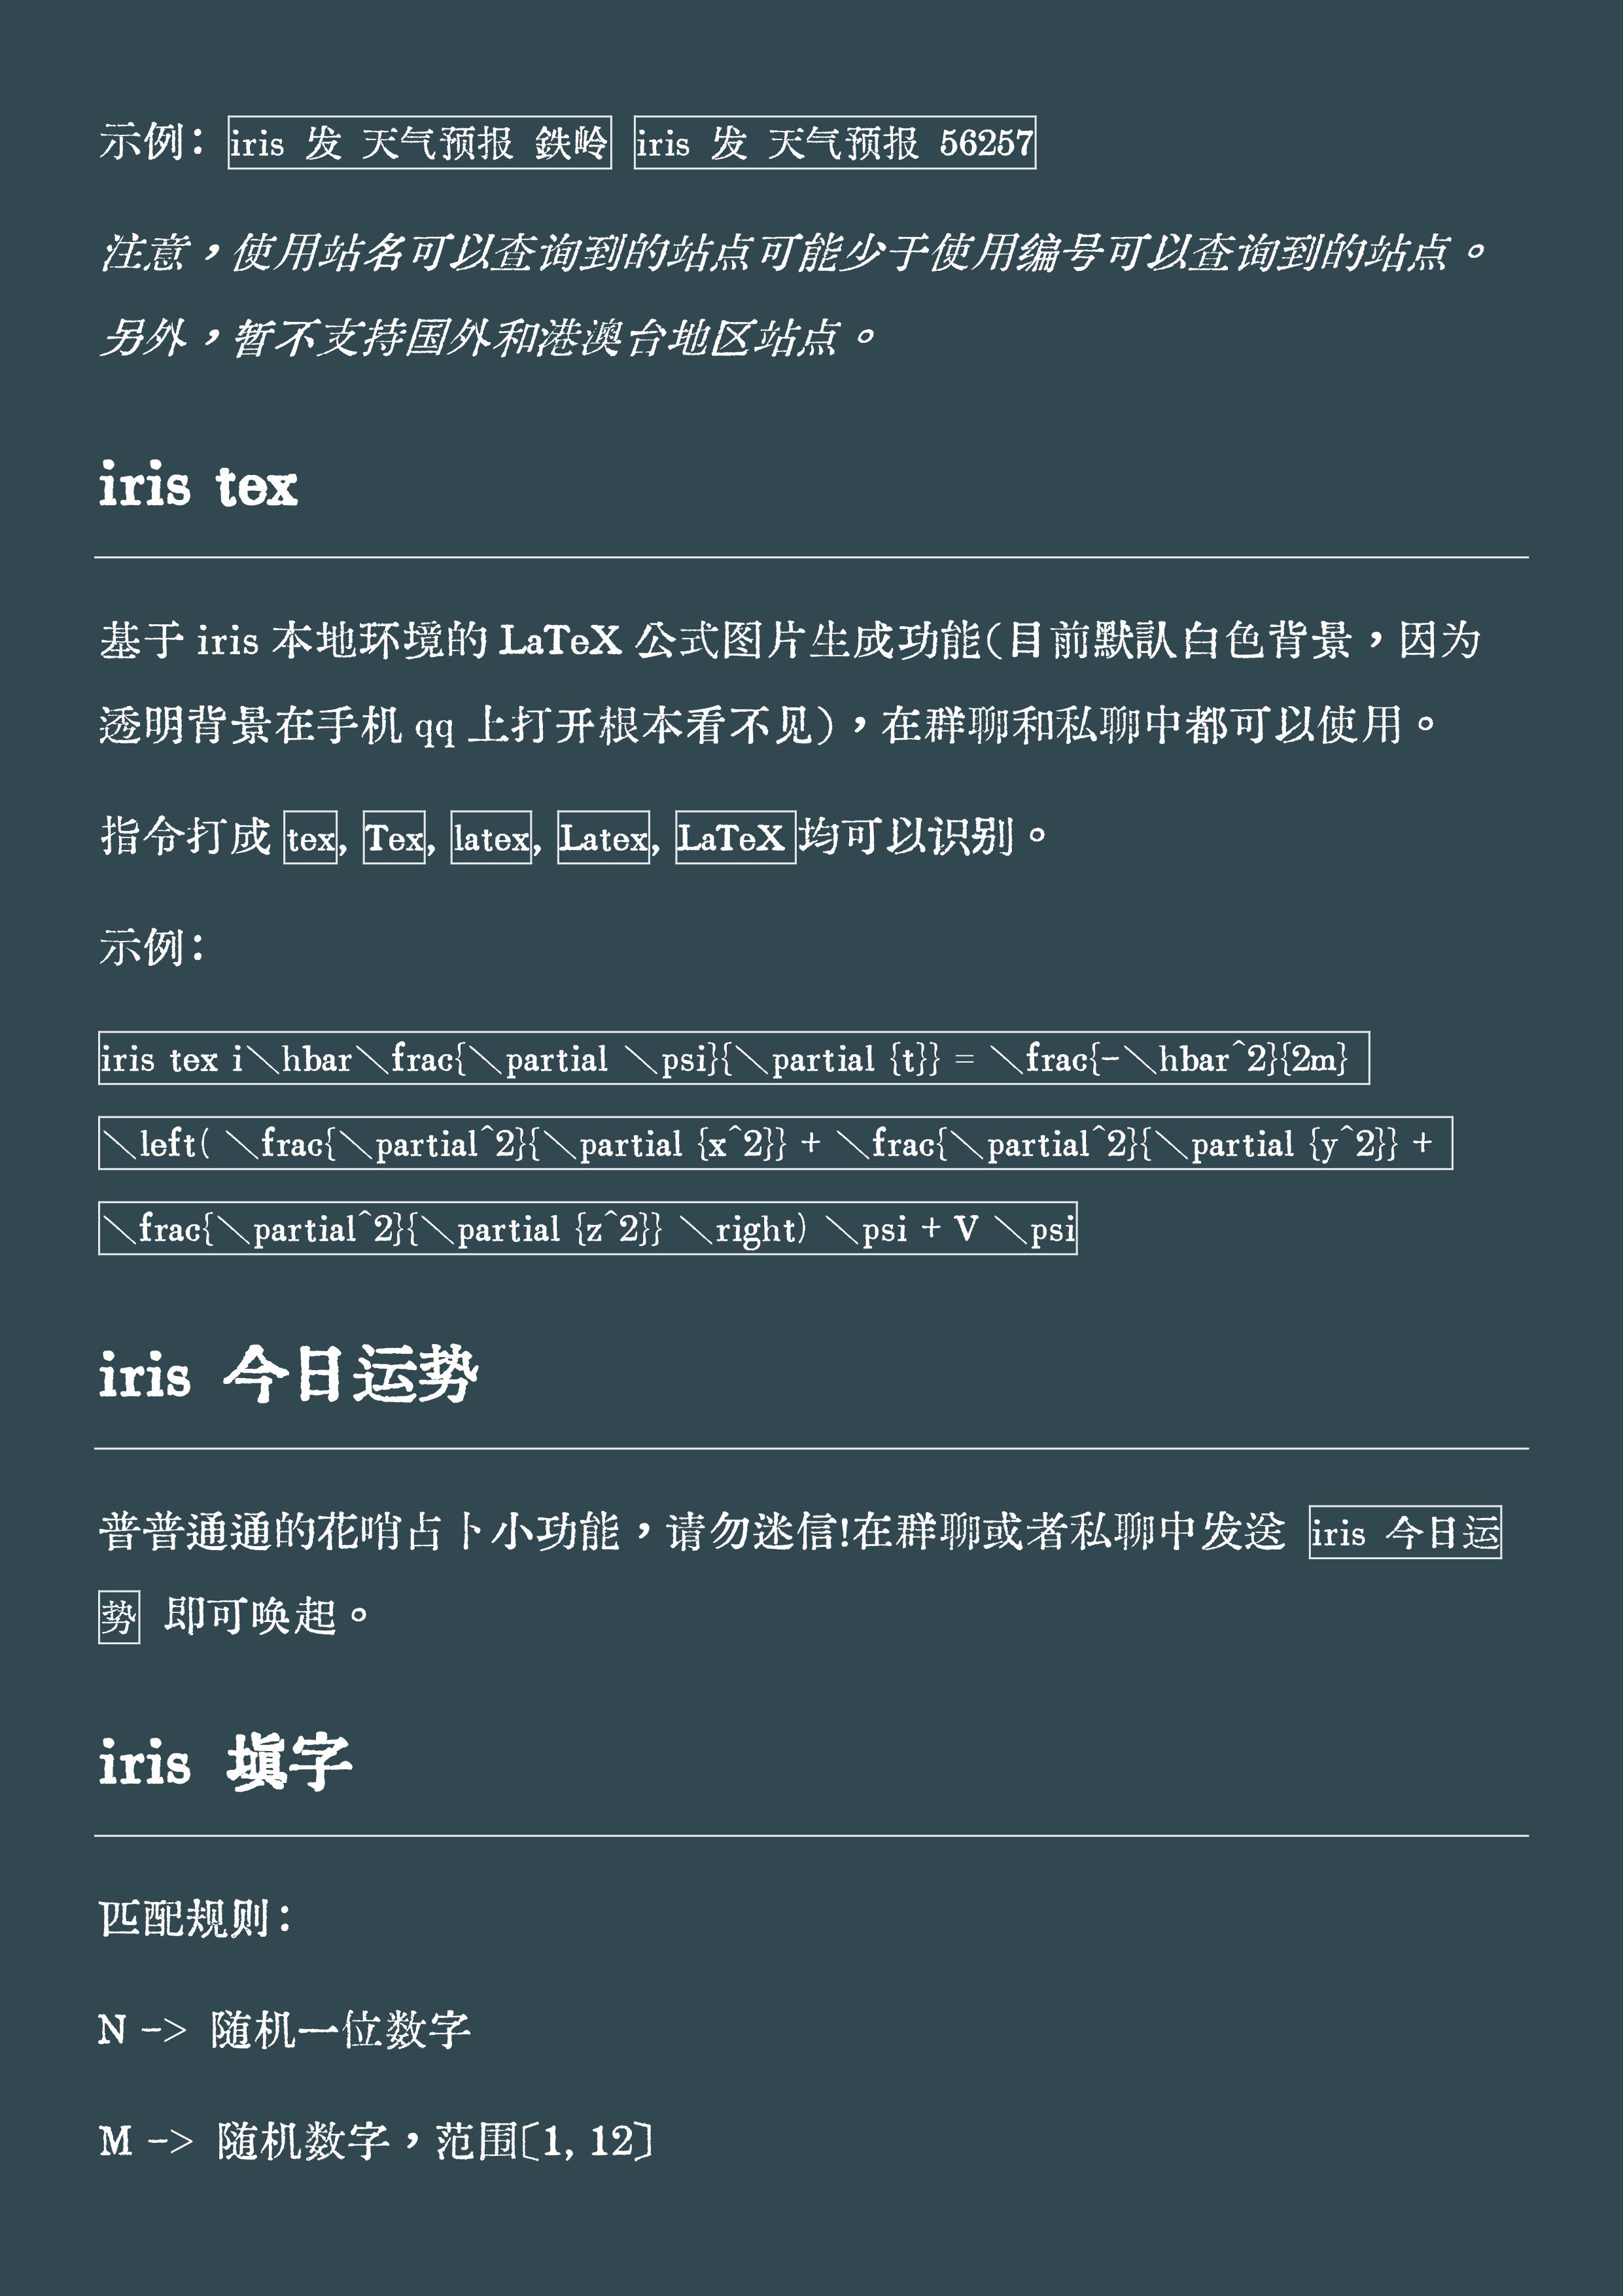 示例： iris 发 天气预报 鉄岭 iris 发 天气预报 56257
注意，使用站名可以查询到的站点可能少于使用编号可以查询到的站点。
另外，暂不支持国外和港澳台地区站点。
iris tex
基于 iris 本地环境的 LaTeX 公式图片生成功能(目前默認白色背景，因为
透明背景在手机 qq 上打开根本看不见)，在群聊和私聊中都可以使用。
指令打成 tex, Tex, latex, Latex, LaTeX 均可以识别。
示例：
iris tex i\hbar\frac{\partial \psi}{\partial {t}} = \frac{-\hbar^2}{2m}
\left( \frac{\partial^2}{\partial {x^2}} + \frac{\partial^2}{\partial {y^2}} +
\frac{\partial^2}{\partial {z^2}} \right) \psi + V \psi
iris 今日运势
普普通通的花哨占卜小功能，请勿迷信!在群聊或者私聊中发送 iris 今日运
势 即可唤起。
iris 填字
匹配规则：
N -> 随机一位数字
M -> 随机数字，范围[1, 12]